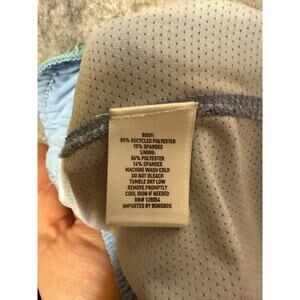 BODY:
85% RECYCLED POLYESTER
15% SPANDEX
LINING:
86% POLYESTER
14% SPANDEX
MACHINE WASH COLD
DO NOT BLEACH
TUMBLE DRY LOW
REMOVE PROMPTLY
COOL IRON IF NEEDED
RN# 128054
IMPORTED BY BONOBOS